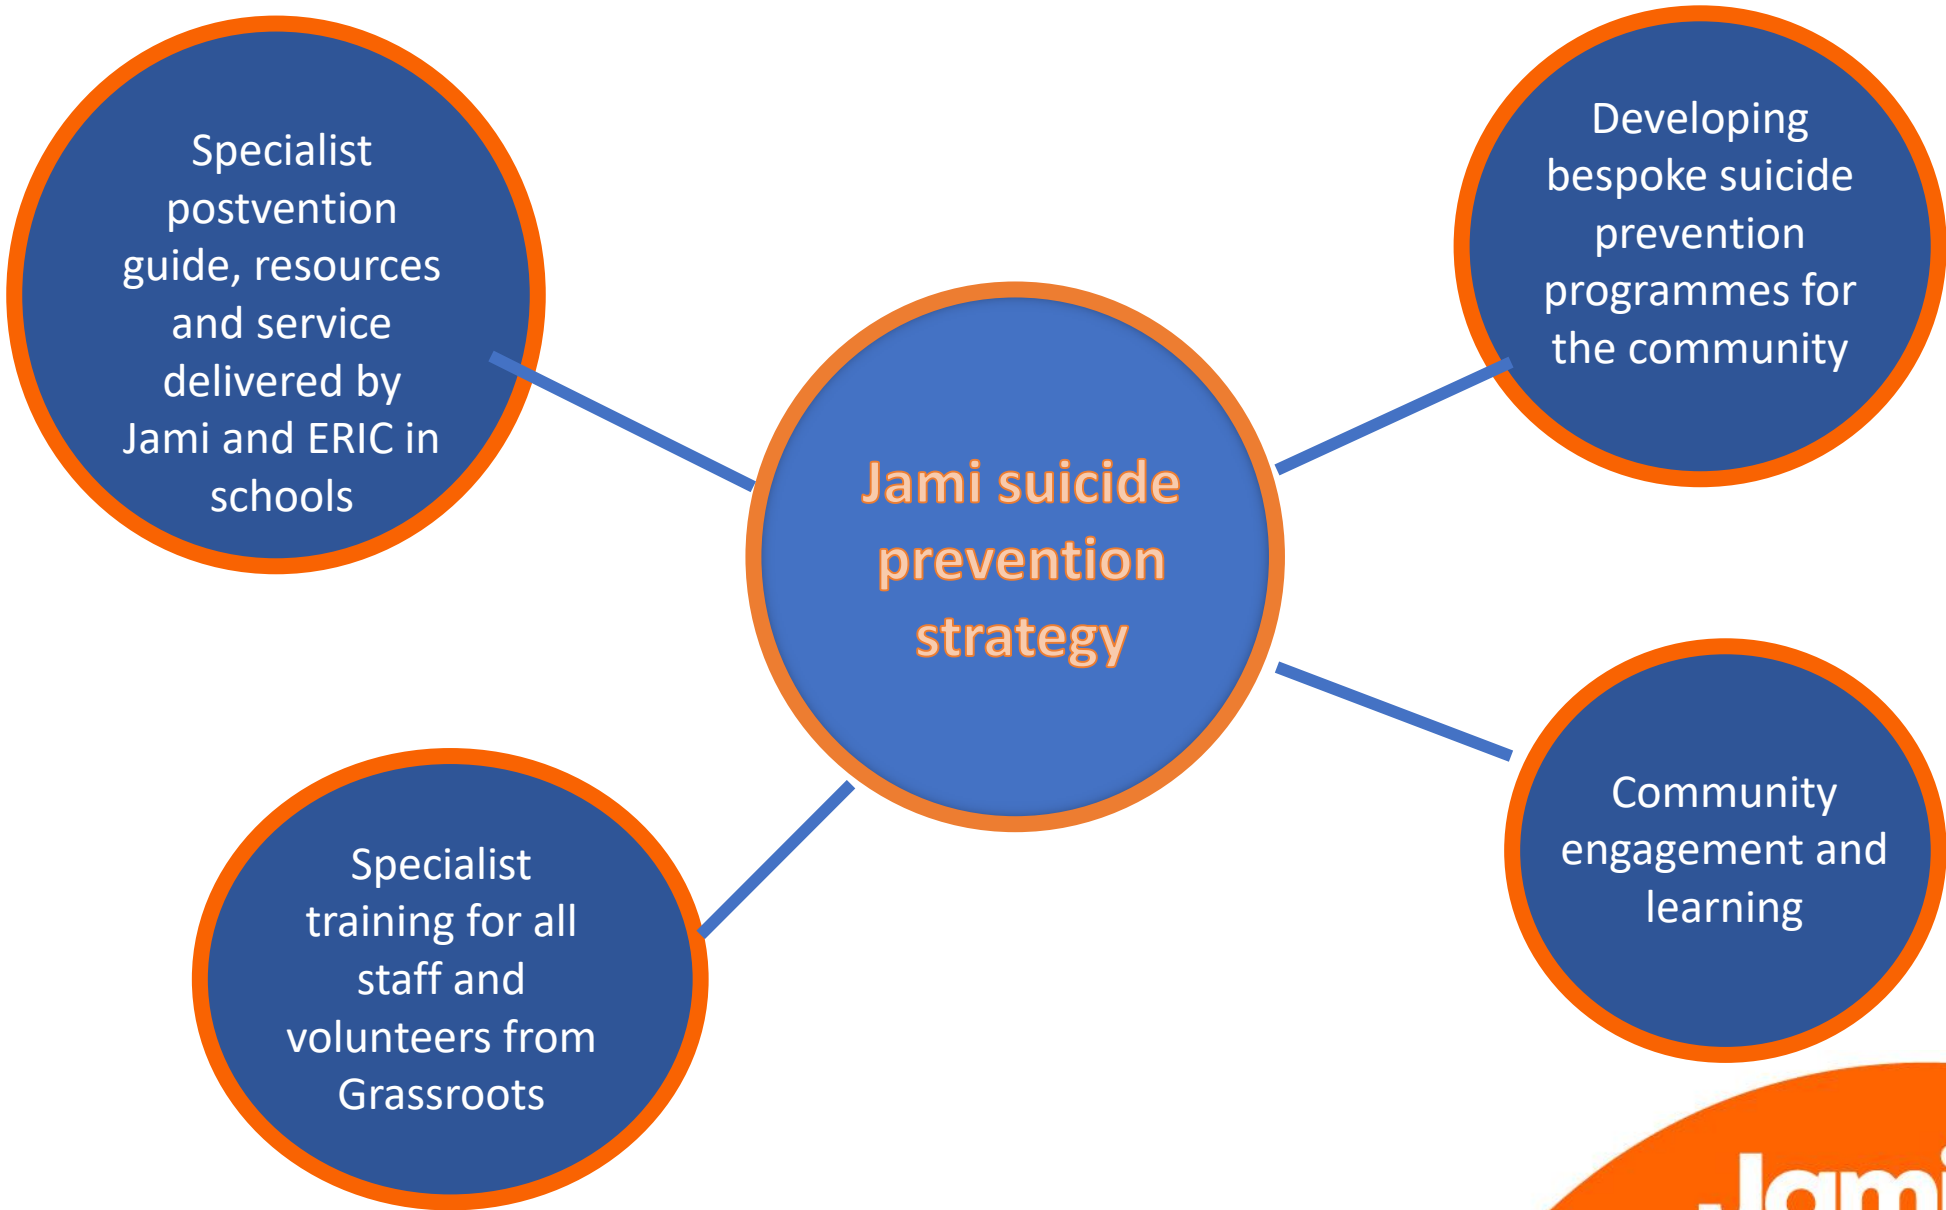 Specialist
postvention
guide, resources
and service
delivered by
Jami and ERIC in
schools
Developing
bespoke suicide
prevention
programmes for
the community
Jami suicide
prevention
strategy
Specialist
training for all
staff and
volunteers from
Grassroots
Community
engagement and
learning
Jami